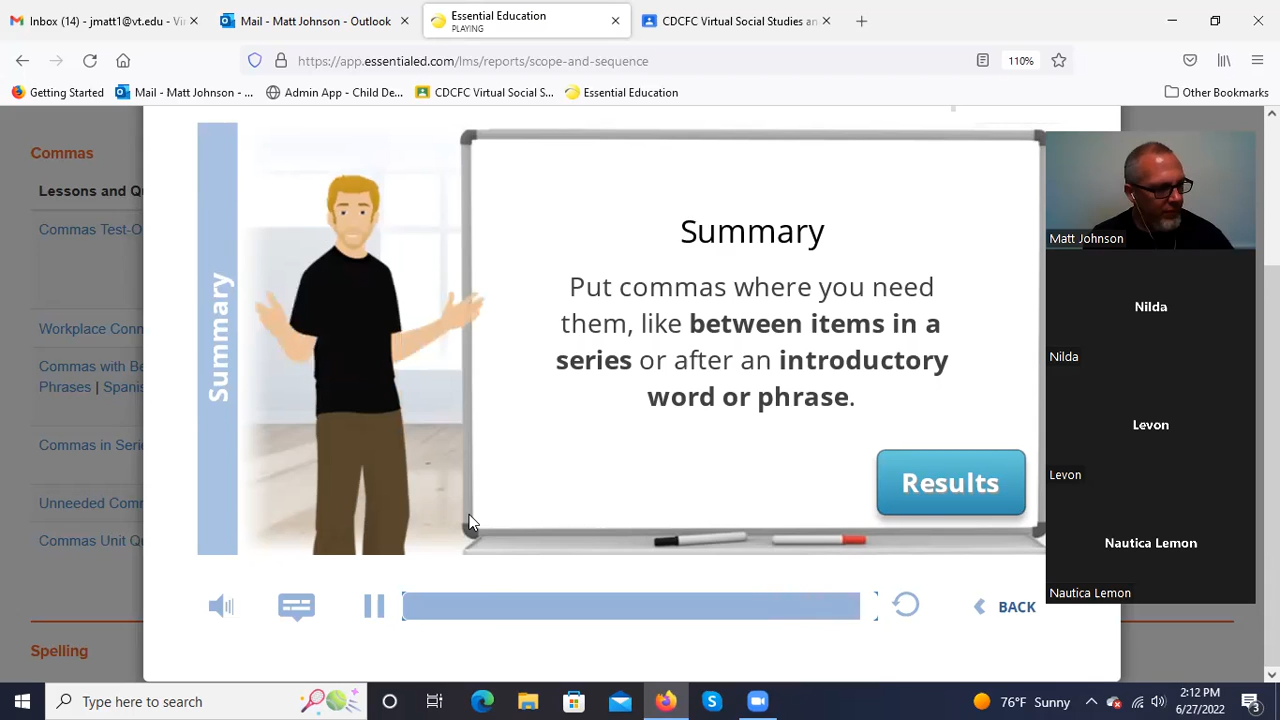 Inbox (14) - jmatt1@vt.edu - Vi
Mail - Matt Johnson - Outlook
Essential Education
PLAYING
CDCFC Virtual Social Studies an
https://app.essentialed.com/lms/reports/scope-and-sequence
110%
Getting Started
Mail - Matt Johnson - ...
Admin App - Child De...
CDCFC Virtual Social S...
Essential Education
Other Bookmarks
Commas
Lessons and Qu
Commas Test-O
Workplace Conn
Commas with Be
Phrases | Spanis
Commas in Serie
Unneeded Comm
Commas Unit Qu
Spelling
Summary
Summary
Put commas where you need
them, like between items in a
series or after an introductory
word or phrase.
Results
BACK
Matt Johnson
Nilda
Nilda
Levon
Levon
Nautica Lemon
Nautica Lemon
Type here to search
76°F Sunny
2:12 PM
6/27/2022
3